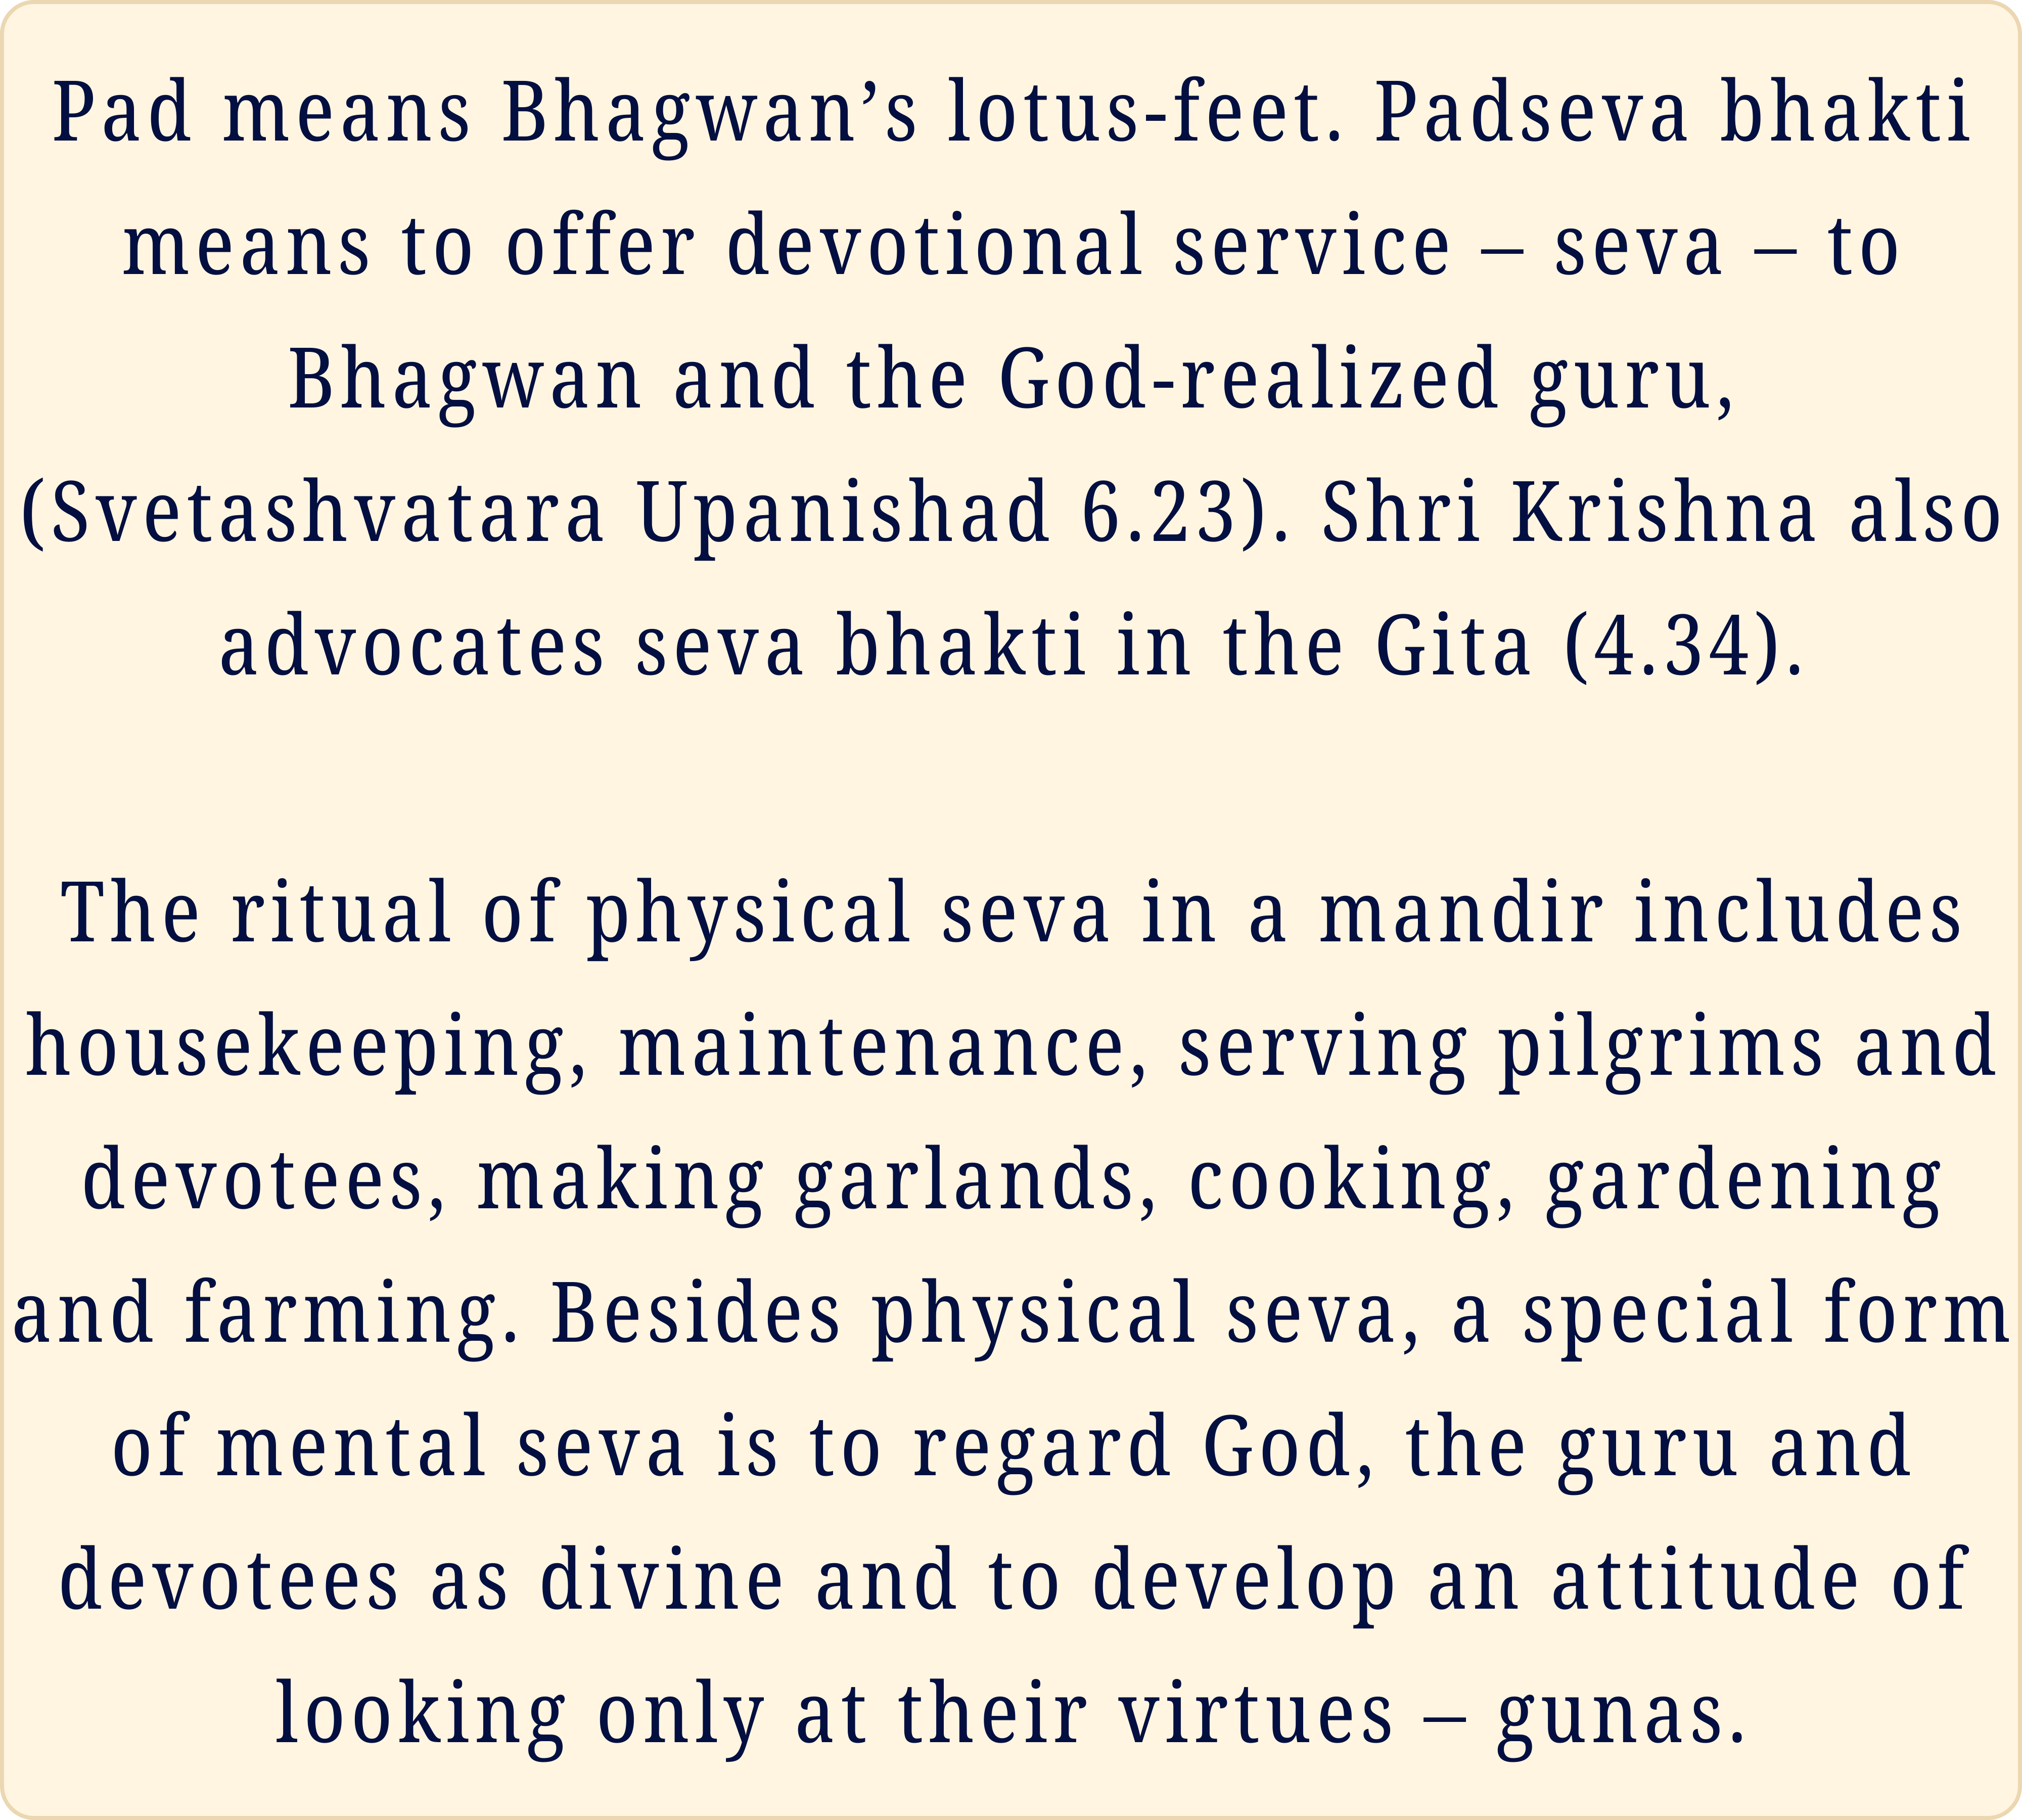 Pad means Bhagwan’s lotus-feet. Padseva bhakti
means to offer devotional service – seva – to
Bhagwan and the God-realized guru,
(Svetashvatara Upanishad 6.23). Shri Krishna also
advocates seva bhakti in the Gita (4.34).
The ritual of physical seva in a mandir includes
housekeeping, maintenance, serving pilgrims and
devotees, making garlands, cooking, gardening
and farming. Besides physical seva, a special form
of mental seva is to regard God, the guru and
devotees as divine and to develop an attitude of
looking only at their virtues – gunas.